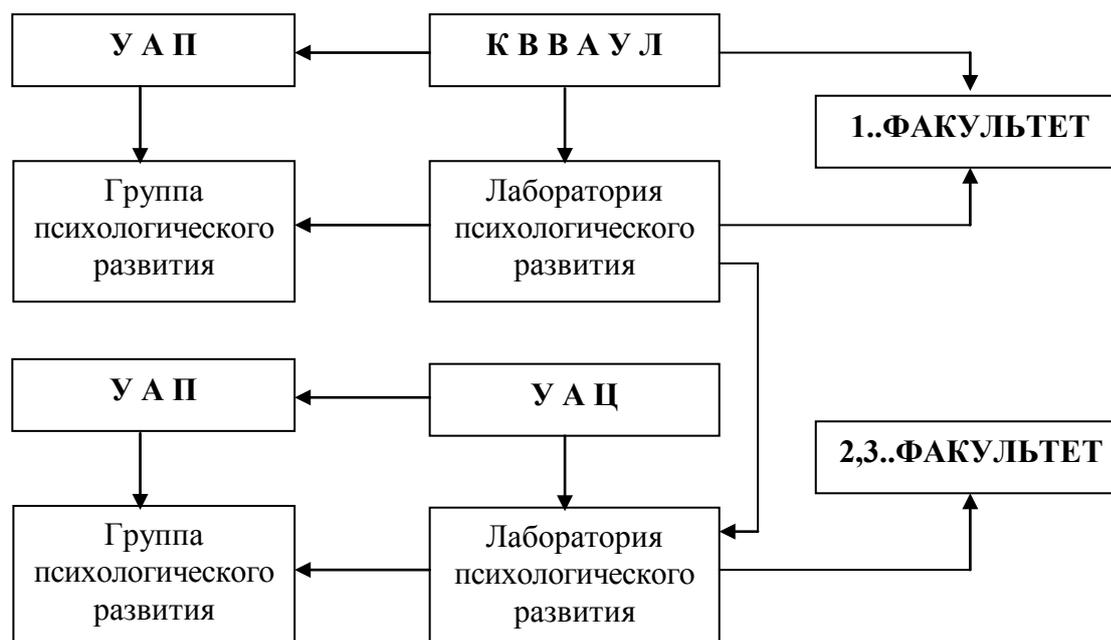 У А П
К В В А У Л
1..ФАКУЛЬТЕТ
Группа
психологического
развития
Лаборатория
психологического
развития
У А П
У А Ц
2,3..ФАКУЛЬТЕТ
Группа
психологического
развития
Лаборатория
психологического
развития